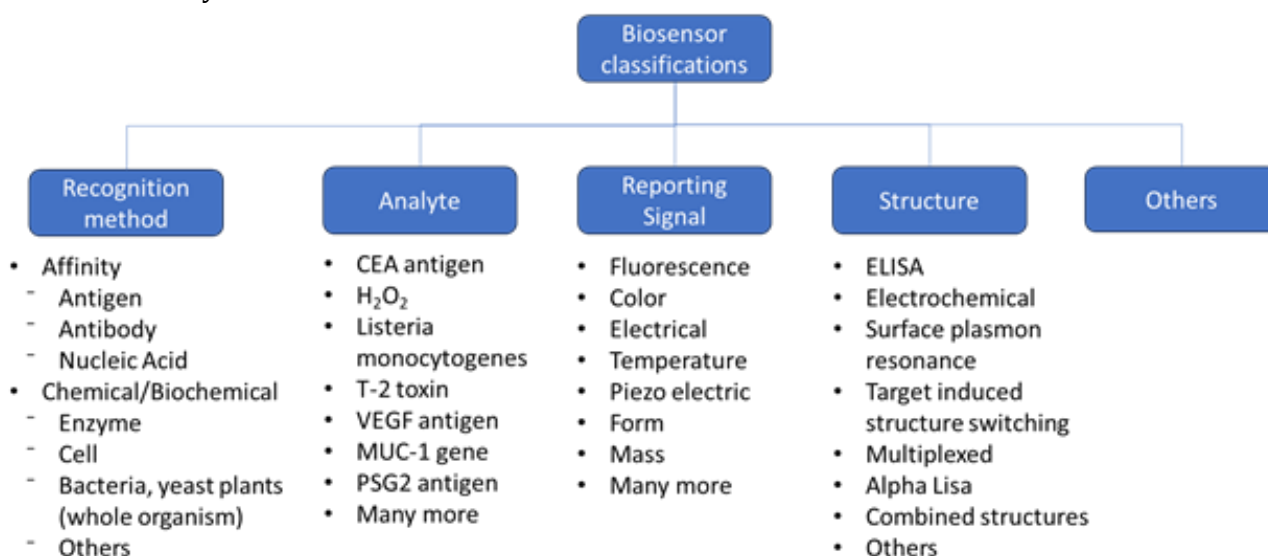 Biosensor
classifications
Recognition
method
Analyte
Reporting
Signal
Structure
Others
• Affinity
- Antigen
- Antibody
- Nucleic Acid
• Chemical/Biochemical
- Enzyme
- Cell
- Bacteria, yeast plants
(whole organism)
- Others
• CEA antigen
• H₂O₂
• Listeria
monocytogenes
• T-2 toxin
• VEGF antigen
• MUC-1 gene
• PSG2 antigen
• Many more
• Fluorescence
• Color
• Electrical
• Temperature
• Piezo electric
• Form
• Mass
• Many more
• ELISA
• Electrochemical
• Surface plasmon
resonance
• Target induced
structure switching
• Multiplexed
• Alpha Lisa
• Combined structures
• Others